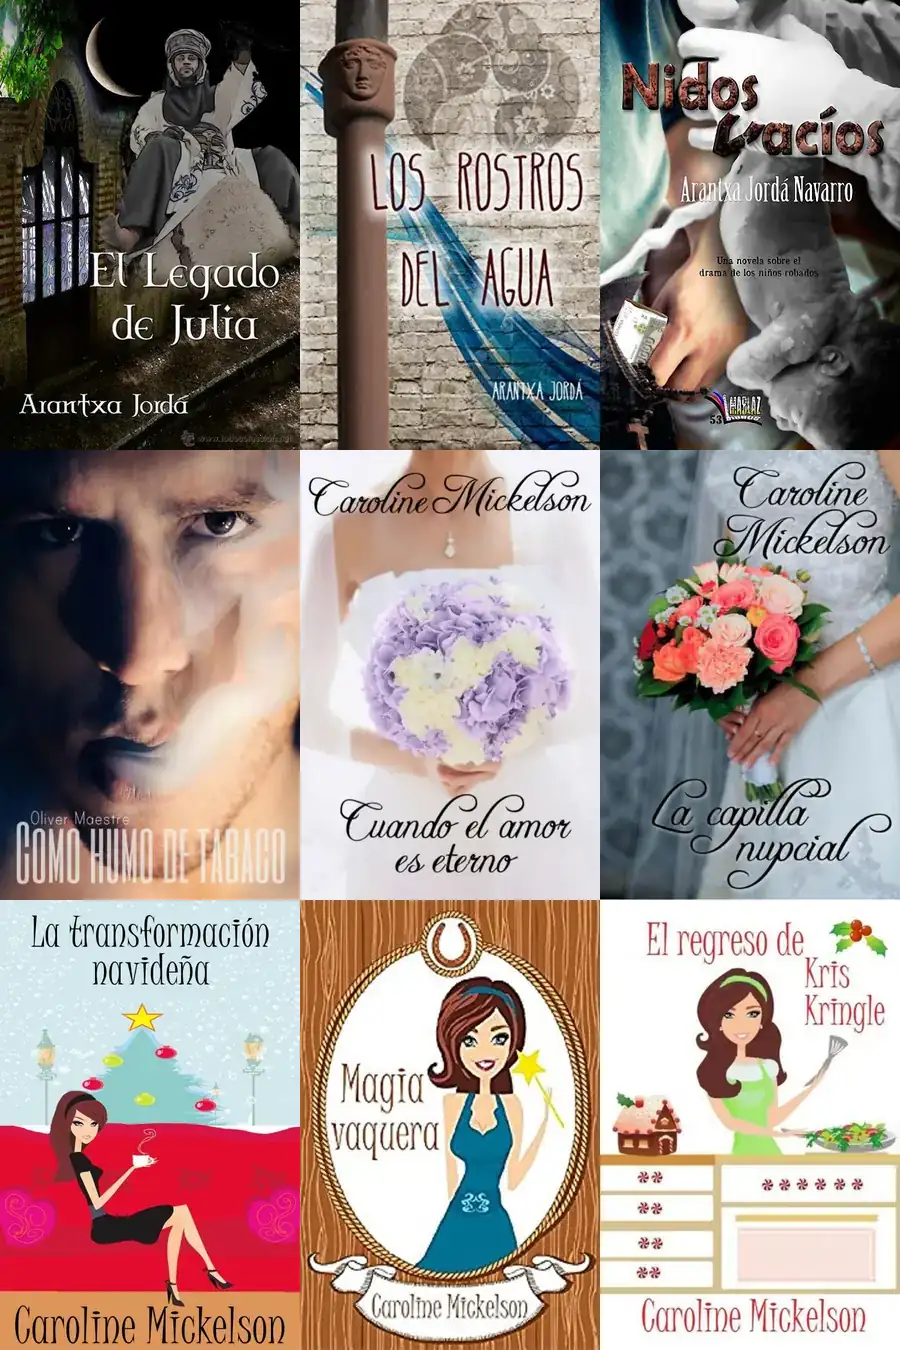 El Legado
de Julia
Arantxa Jordá
LOS ROSTROS
DEL AGUA
ARANTXA JORDÁ
Nidos
Vacíos
Arantxa Jordá Navarro
Una novela sobre el
drama de los niños robados
53
Oliver Maestre
COMO HUMO DE TABACO
Caroline Mickelson
Cuando el amor
es eterno
Caroline
Mickelson
La capilla
nupcial
La transformación
navideña
Caroline Mickelson
Magia
vaquera
Caroline Mickelson
El regreso de
Kris
Kringle
Caroline Mickelson